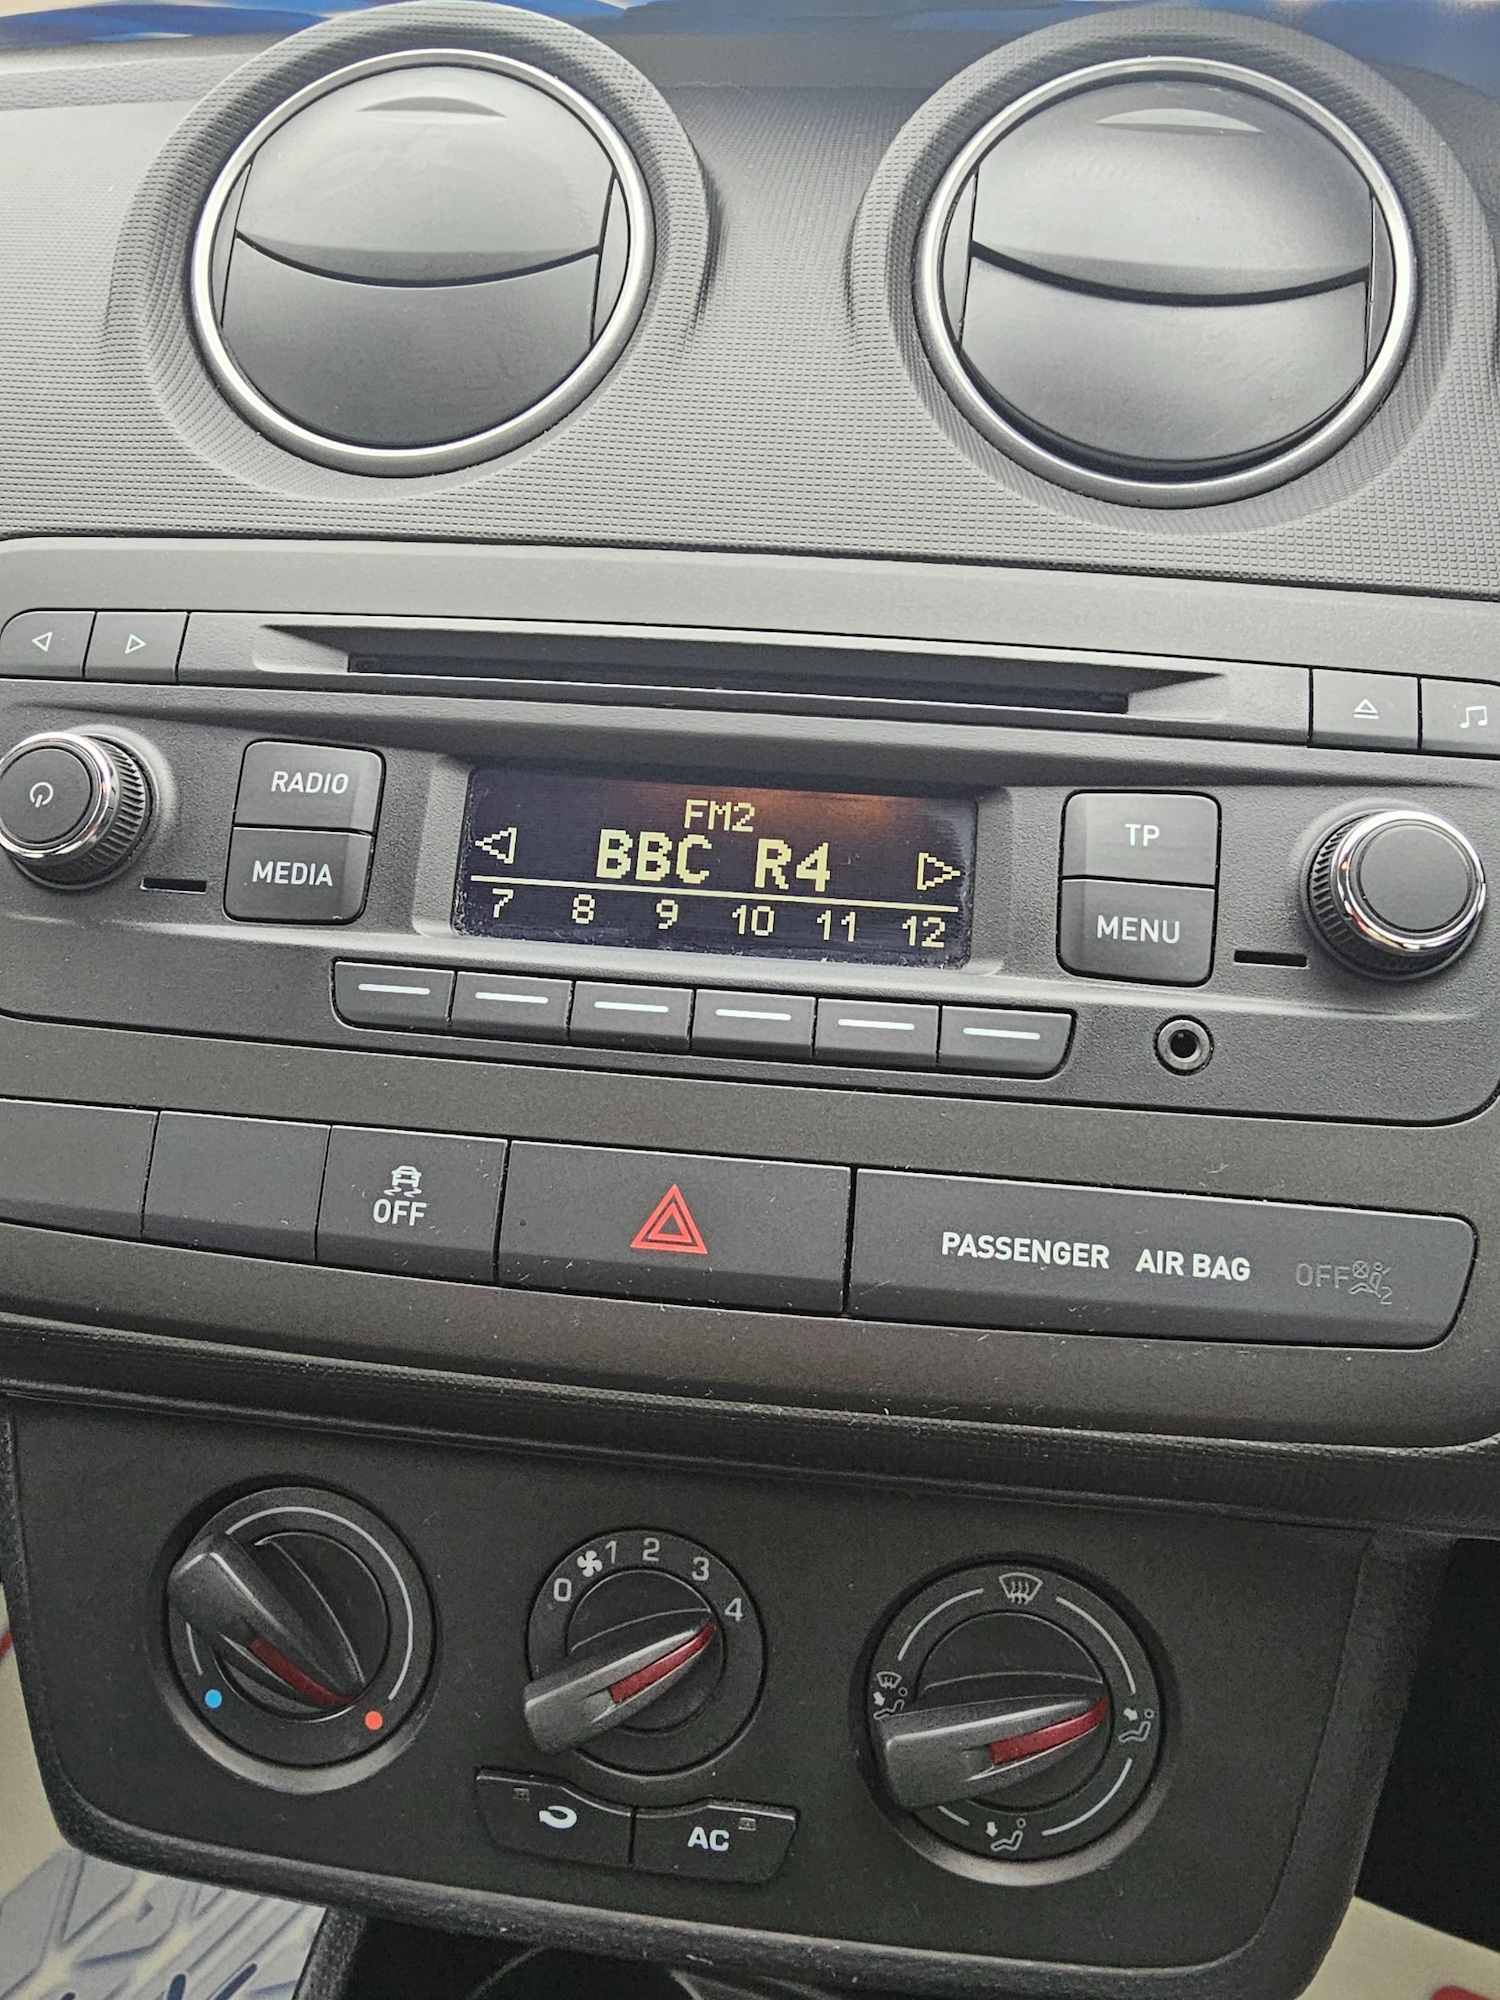 RADIO
MEDIA
FM2
BBC R4
7 8 9 10 11 12
TP
MENU
OFF
PASSENGER AIR BAG OFF 2
0 1 2 3 4
AC